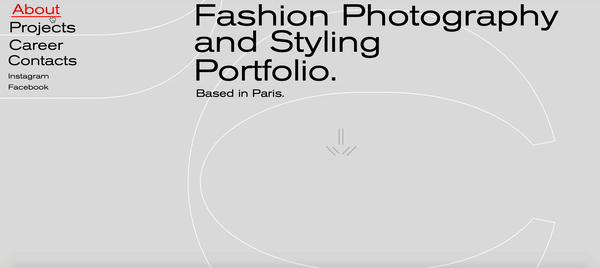 About
Projects
Career
Contacts
Instagram
Facebook
Fashion Photography
and Styling
Portfolio.
Based in Paris.